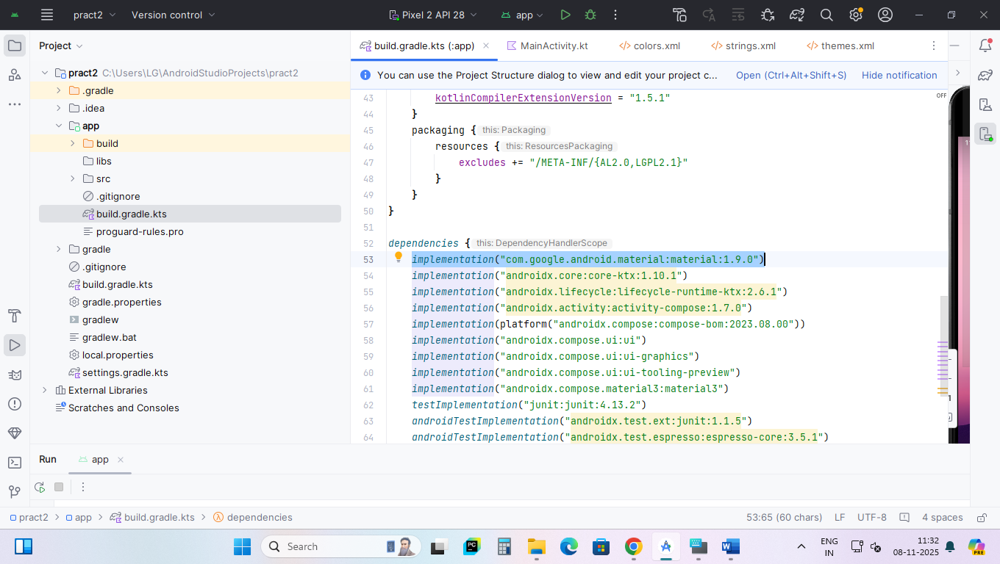 pract2
Version control
Pixel 2 API 28
app
Project
build.gradle.kts (:app)
MainActivity.kt
colors.xml
strings.xml
themes.xml
You can use the Project Structure dialog to view and edit your project c...
Open (Ctrl+Alt+Shift+S)
Hide notification
pract2 C:\Users\LG\AndroidStudioProjects\pract2
.gradle
.idea
app
build
libs
src
.gitignore
build.gradle.kts
proguard-rules.pro
gradle
.gitignore
build.gradle.kts
gradle.properties
gradlew
gradlew.bat
local.properties
settings.gradle.kts
External Libraries
Scratches and Consoles
OFF
43 kotlinCompilerExtensionVersion = "1.5.1"
44 }
45 packaging { this: Packaging
46 resources { this: ResourcesPackaging
47 excludes += "/META-INF/{AL2.0,LGPL2.1}"
48 }
49 }
50 }
51
52 dependencies { this: DependencyHandlerScope
53 implementation("com.google.android.material:material:1.9.0")
54 implementation("androidx.core:core-ktx:1.10.1")
55 implementation("androidx.lifecycle:lifecycle-runtime-ktx:2.6.1")
56 implementation("androidx.activity:activity-compose:1.7.0")
57 implementation(platform("androidx.compose:compose-bom:2023.08.00"))
58 implementation("androidx.compose.ui:ui")
59 implementation("androidx.compose.ui:ui-graphics")
60 implementation("androidx.compose.ui:ui-tooling-preview")
61 implementation("androidx.compose.material3:material3")
62 testImplementation("junit:junit:4.13.2")
63 androidTestImplementation("androidx.test.ext:junit:1.1.5")
64 androidTestImplementation("androidx.test.espresso:espresso-core:3.5.1")
Run
app
pract2 > app > build.gradle.kts > dependencies
53:65 (60 chars)
LF
UTF-8
4 spaces
Search
PC
W
PRE
ENG
IN
11:32
08-11-2025